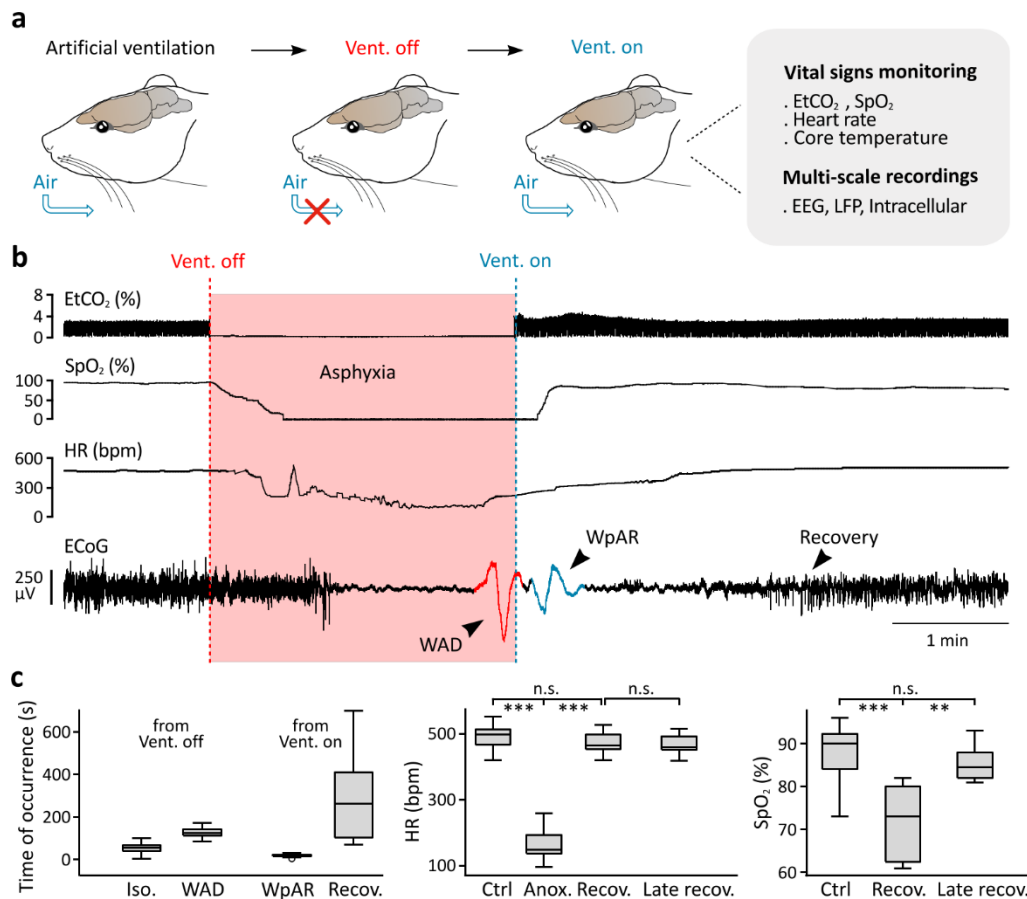 a
Artificial ventilation
Vent. off
Vent. on
Air
Air
Air
Vital signs monitoring
. EtCO₂ , SpO₂
. Heart rate
. Core temperature
Multi-scale recordings
. EEG, LFP, Intracellular
b
Vent. off
Vent. on
EtCO₂ (%)
8
4
0
SpO₂ (%)
100
50
0
Asphyxia
HR (bpm)
600
300
0
ECoG
250
µV
WAD
WpAR
Recovery
1 min
c
Time of occurrence (s)
600
400
200
0
from
Vent. off
from
Vent. on
Iso.
WAD
WpAR
Recov.
HR (bpm)
500
300
100
n.s.
n.s.
***
***
Ctrl
Anox.
Recov.
Late recov.
SpO₂ (%)
90
80
70
60
n.s.
***
**
Ctrl
Recov.
Late recov.